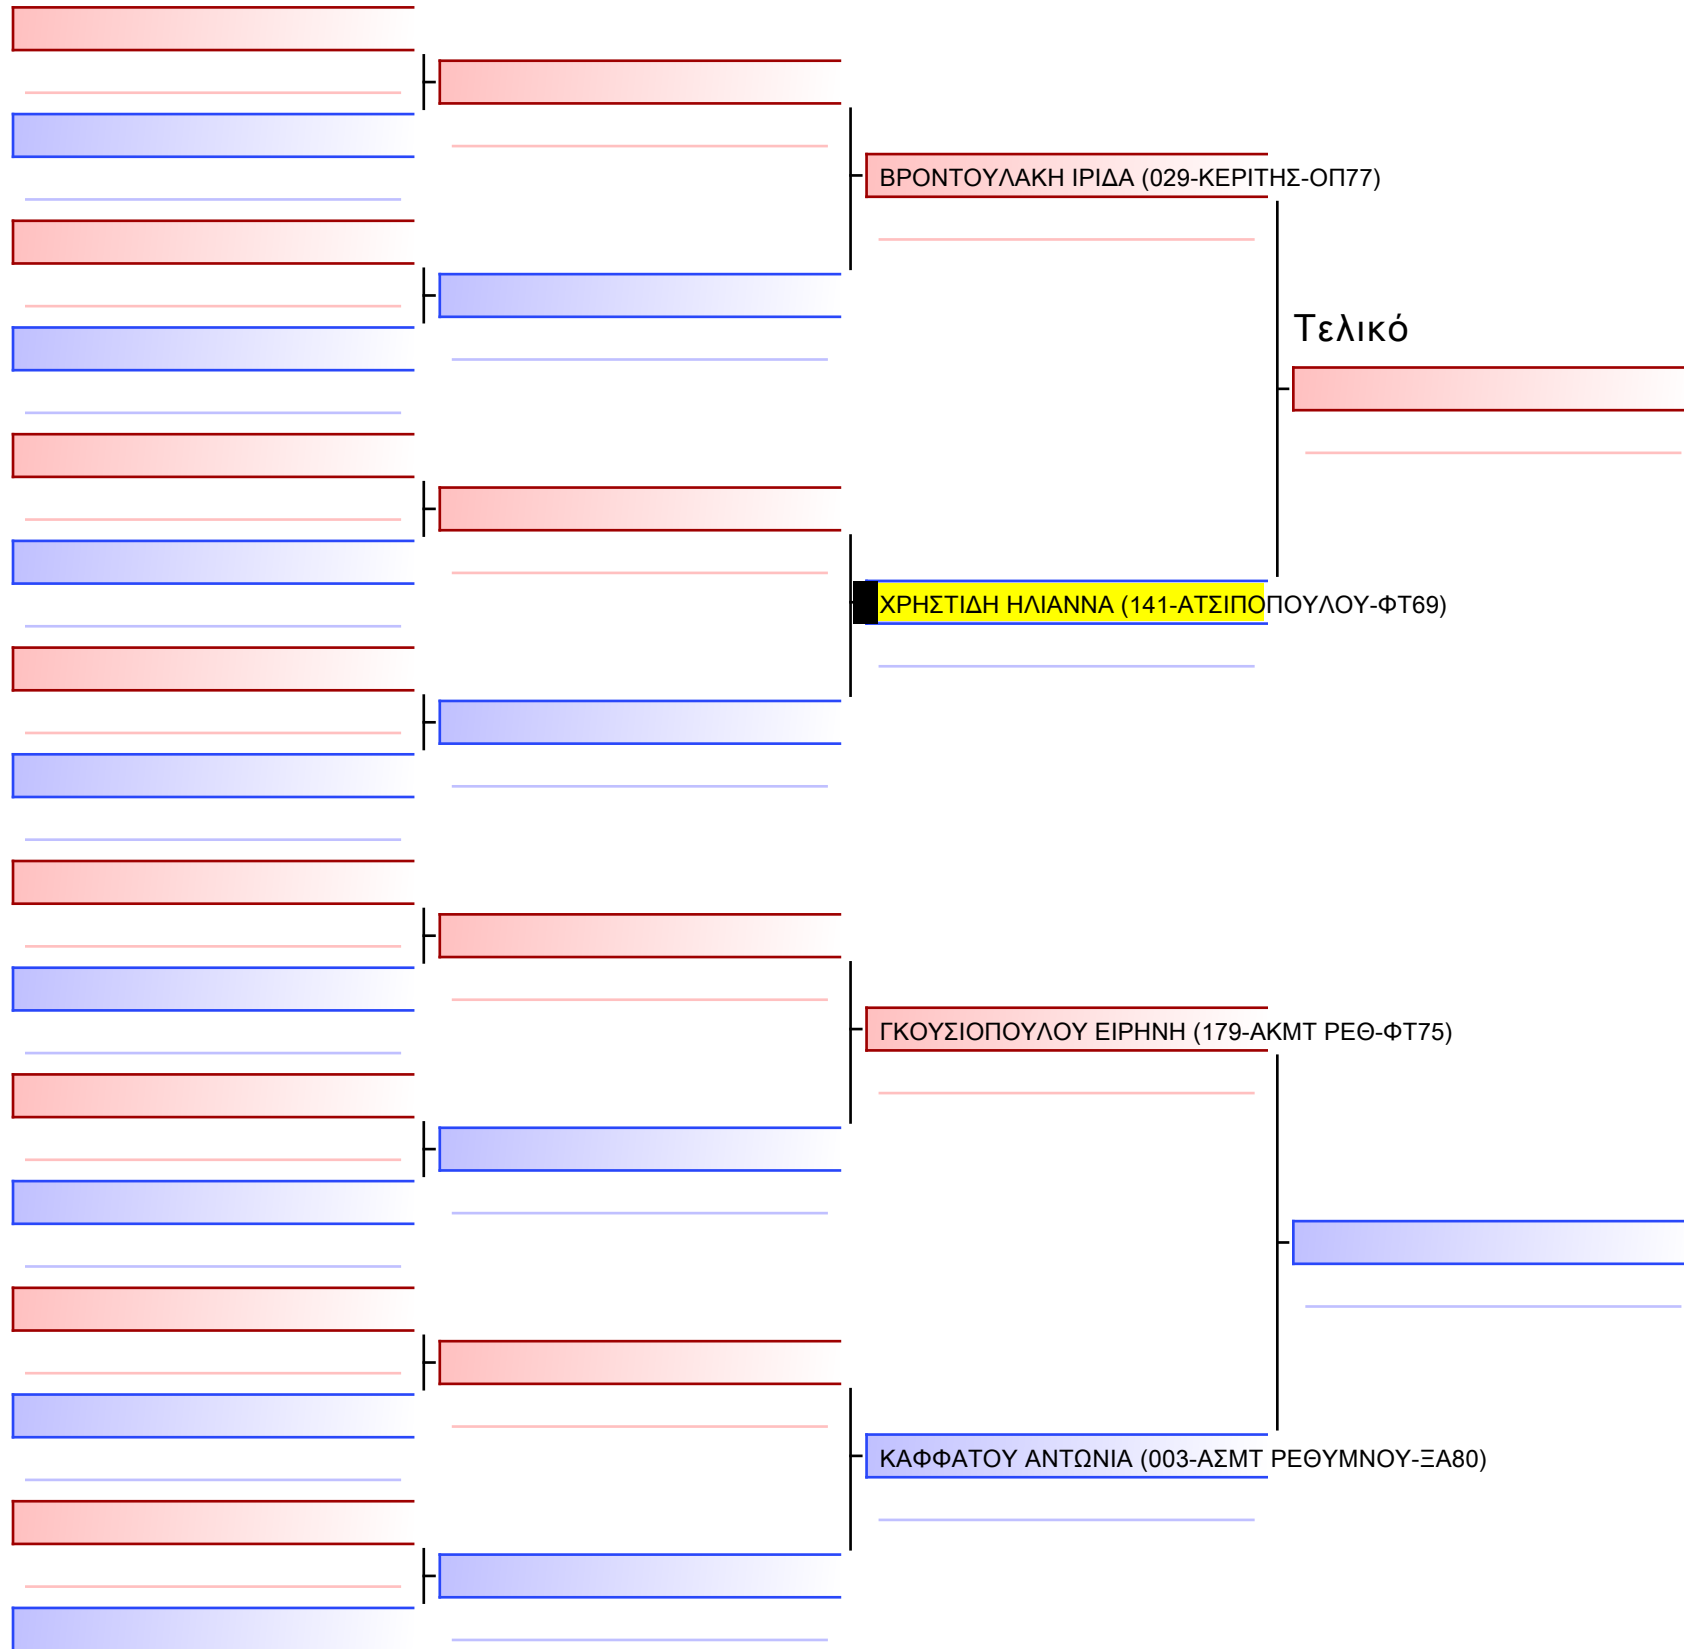 ΒΡΟΝΤΟΥΛΑΚΗ ΙΡΙΔΑ (029-ΚΕΡΙΤΗΣ-ΟΠ77)
Τελικό
ΧΡΗΣΤΙΔΗ ΗΛΙΑΝΝΑ (141-ΑΤΣΙΠΟΠΟΥΛΟΥ-ΦΤ69)
ΓΚΟΥΣΙΟΠΟΥΛΟΥ ΕΙΡΗΝΗ (179-ΑΚΜΤ ΡΕΘ-ΦΤ75)
ΚΑΦΦΑΤΟΥ ΑΝΤΩΝΙΑ (003-ΑΣΜΤ ΡΕΘΥΜΝΟΥ-ΞΑ80)